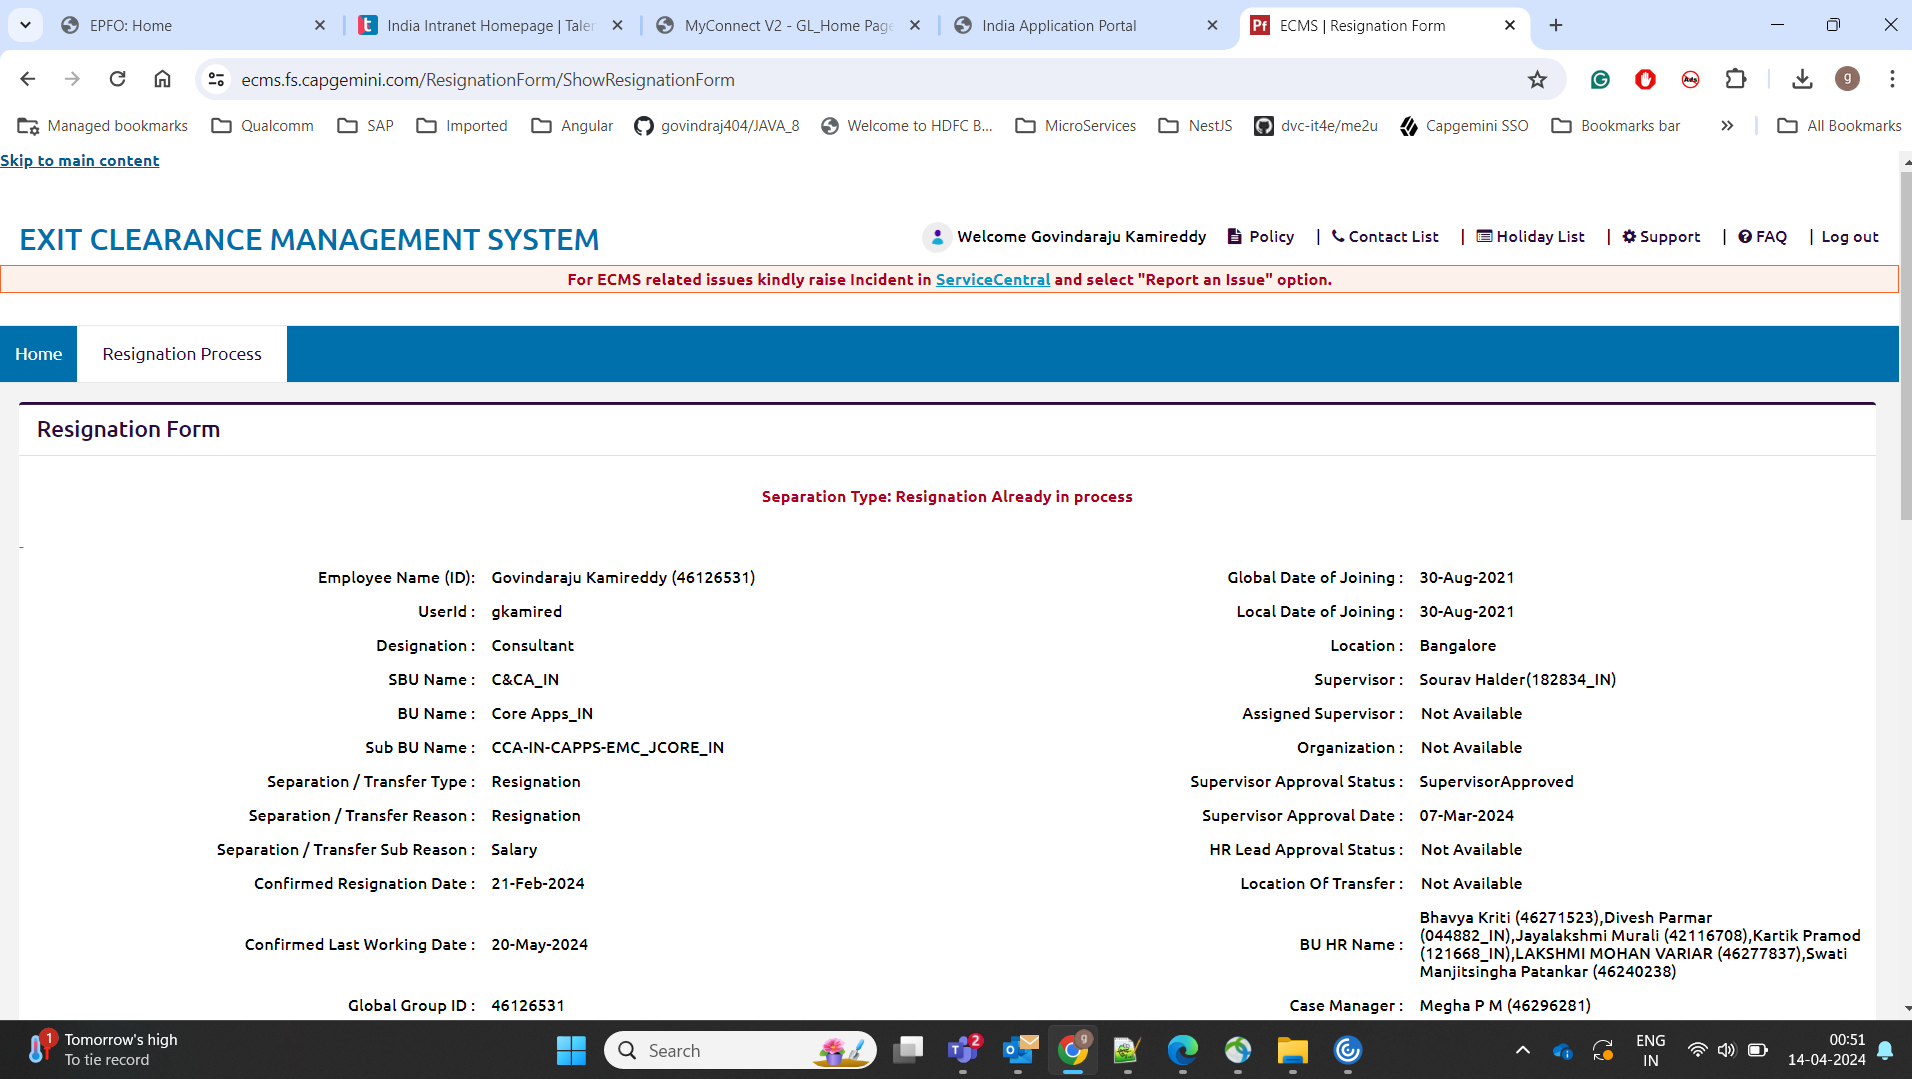 EPFO: Home
India Intranet Homepage | Taler
MyConnect V2 - GL_Home Page
India Application Portal
Pf ECMS | Resignation Form
ecms.fs.capgemini.com/ResignationForm/ShowResignationForm
g
Managed bookmarks
Qualcomm
SAP
Imported
Angular
govindraj404/JAVA_8
Welcome to HDFC B...
MicroServices
NestJS
dvc-it4e/me2u
Capgemini SSO
Bookmarks bar
»
All Bookmarks
Skip to main content
EXIT CLEARANCE MANAGEMENT SYSTEM
Welcome Govindaraju Kamireddy
Policy | Contact List | Holiday List | Support | FAQ | Log out
For ECMS related issues kindly raise Incident in ServiceCentral and select "Report an Issue" option.
Home
Resignation Process
Resignation Form
Separation Type: Resignation Already in process
-
Employee Name (ID): Govindaraju Kamireddy (46126531)
Global Date of Joining : 30-Aug-2021
UserId : gkamired
Local Date of Joining : 30-Aug-2021
Designation : Consultant
Location : Bangalore
SBU Name : C&CA_IN
Supervisor : Sourav Halder(182834_IN)
BU Name : Core Apps_IN
Assigned Supervisor : Not Available
Sub BU Name : CCA-IN-CAPPS-EMC_JCORE_IN
Organization : Not Available
Separation / Transfer Type : Resignation
Supervisor Approval Status : SupervisorApproved
Separation / Transfer Reason : Resignation
Supervisor Approval Date : 07-Mar-2024
Separation / Transfer Sub Reason : Salary
HR Lead Approval Status : Not Available
Confirmed Resignation Date : 21-Feb-2024
Location Of Transfer : Not Available
Confirmed Last Working Date : 20-May-2024
BU HR Name :
Bhavya Kriti (46271523),Divesh Parmar
(044882_IN),Jayalakshmi Murali (42116708),Kartik Pramod
(121668_IN),LAKSHMI MOHAN VARIAR (46277837),Swati
Manjitsingha Patankar (46240238)
Global Group ID : 46126531
Case Manager : Megha P M (46296281)
1
Tomorrow's high
To tie record
Search
2
g
ENG
IN
00:51
14-04-2024